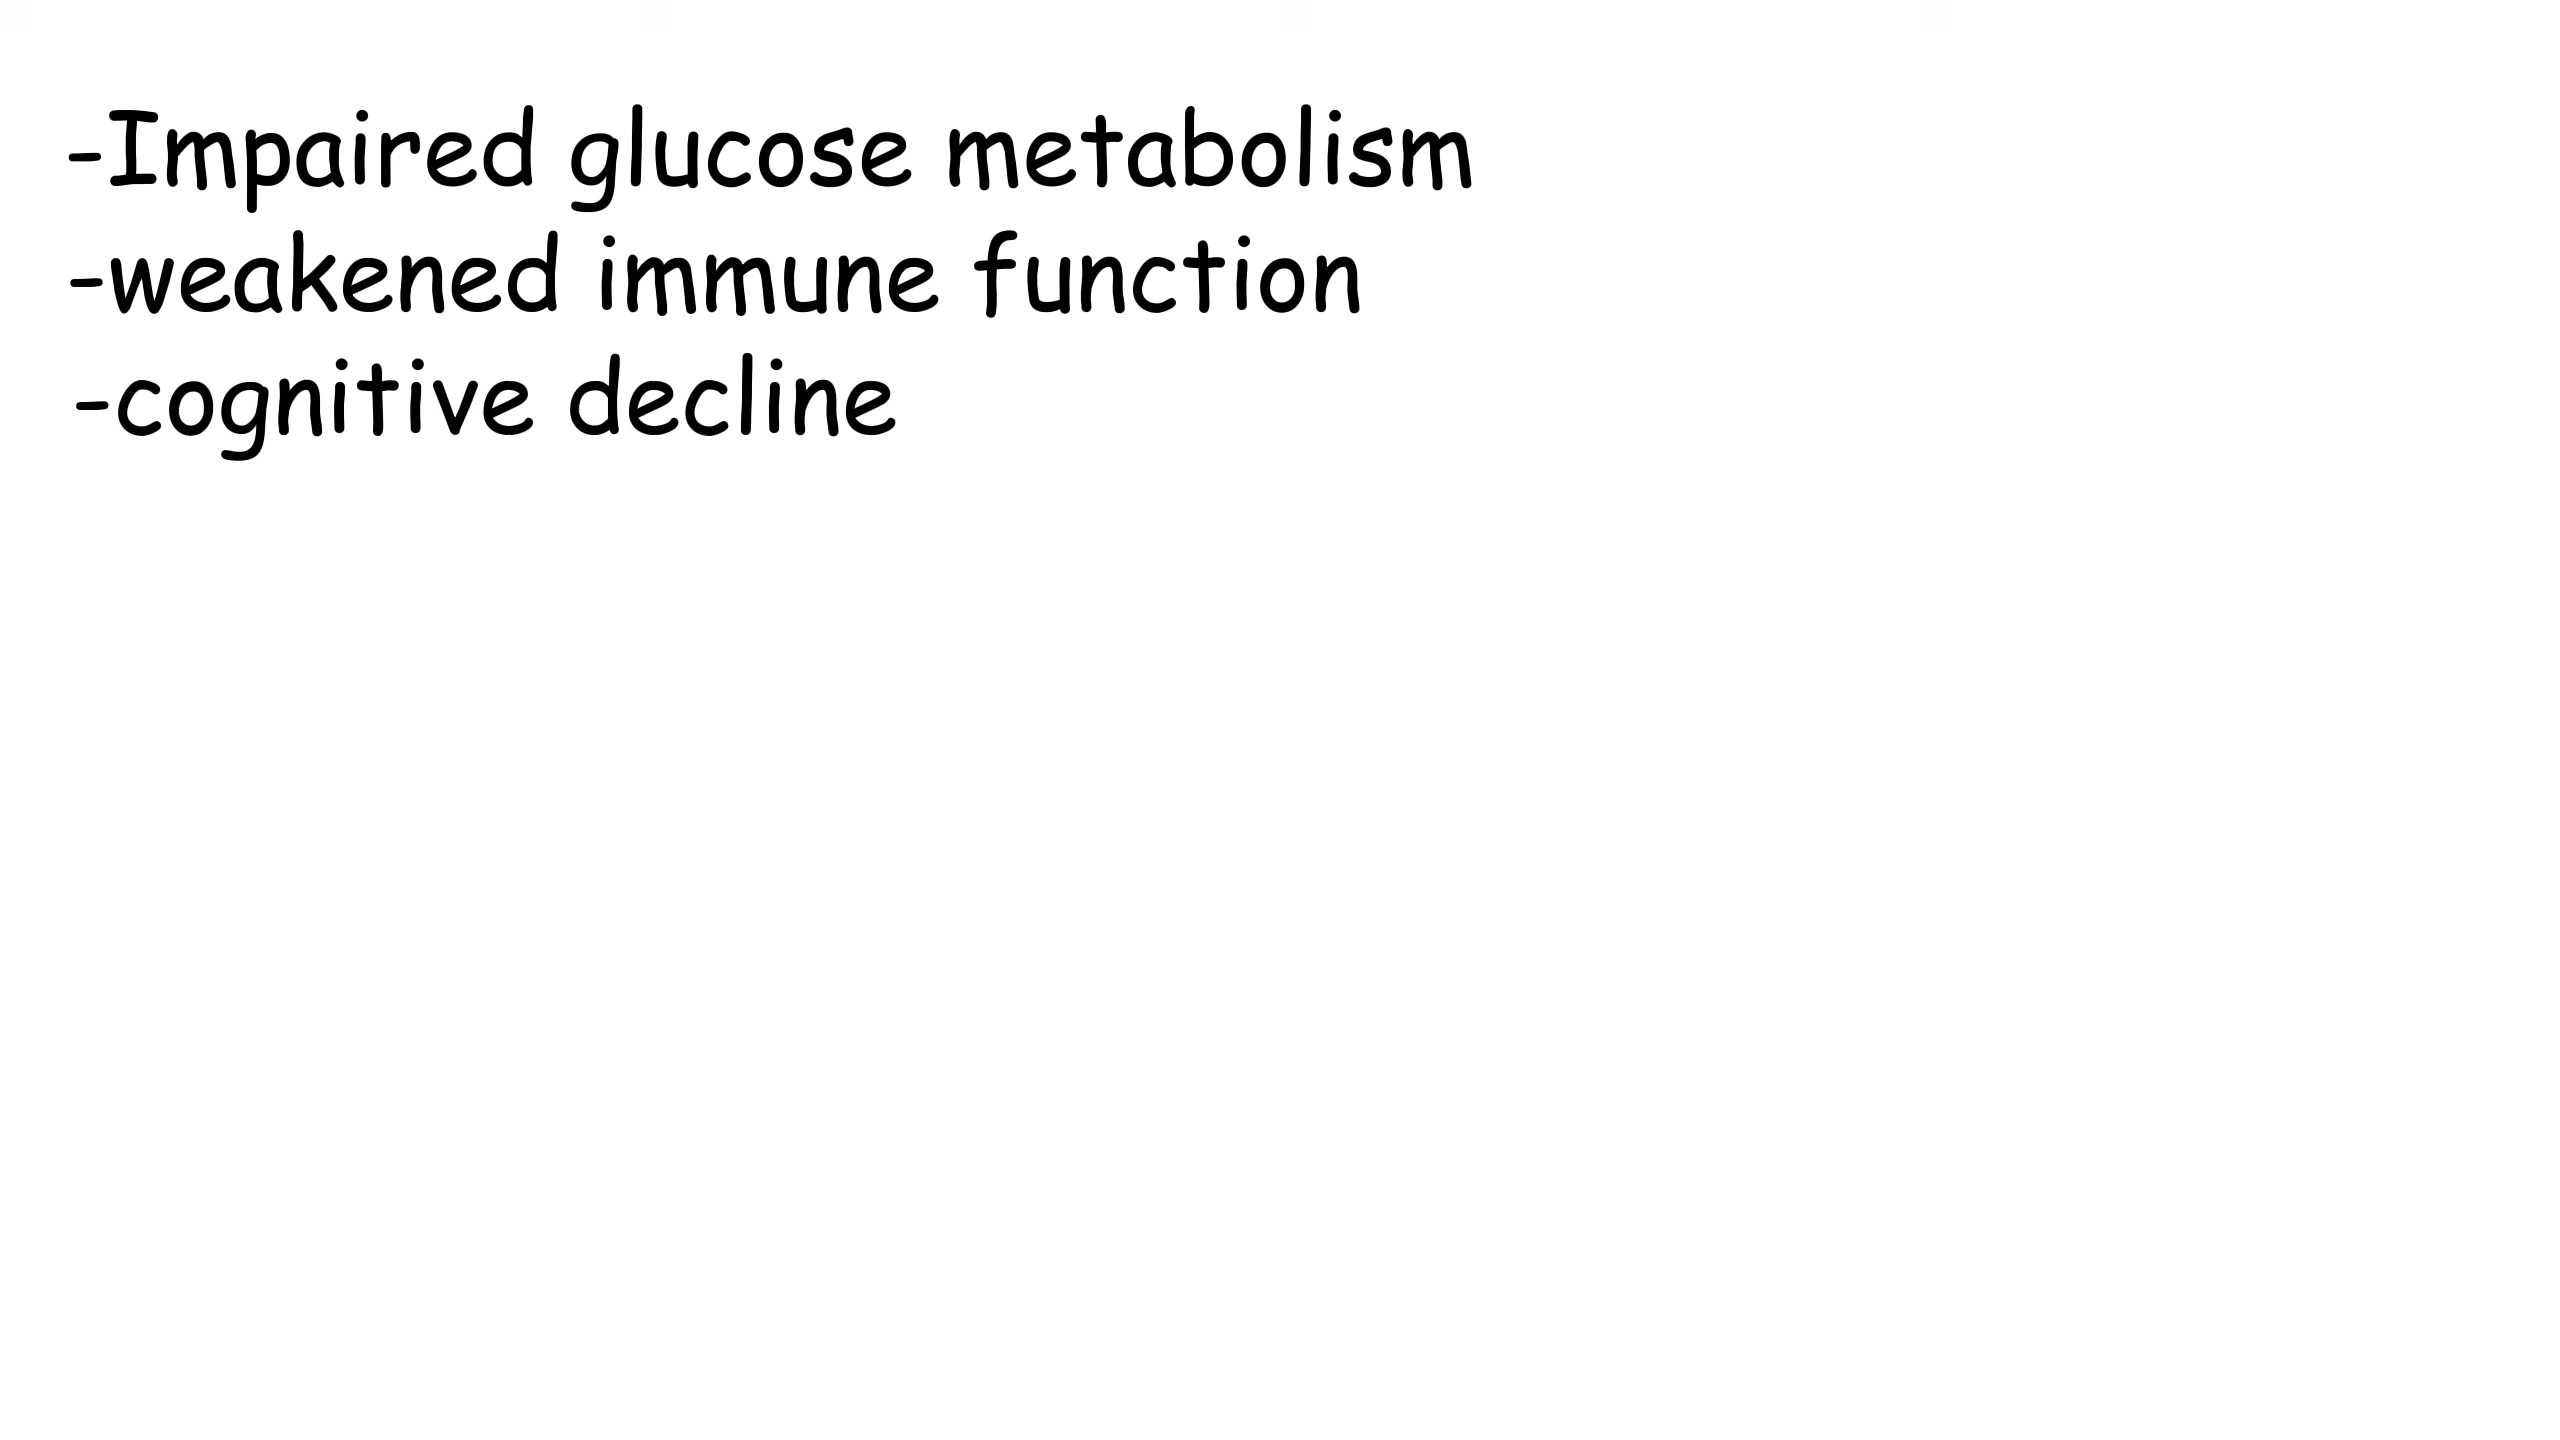 -Impaired glucose metabolism
-weakened immune function
-cognitive decline